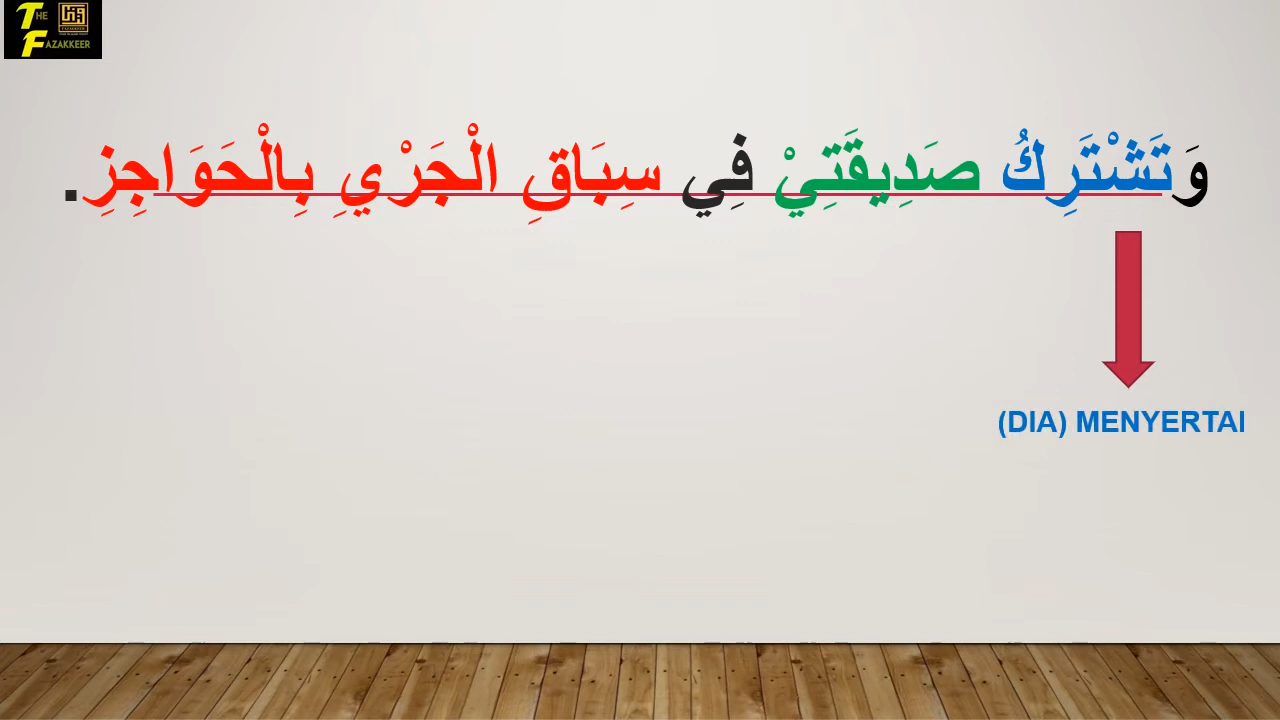 THE
FAZAKKEER
وَتَشْتَرِكُ صَدِيقَتِيْ فِي سِبَاقِ الْجَرْيِ بِالْحَوَاجِزِ.
(DIA) MENYERTAI